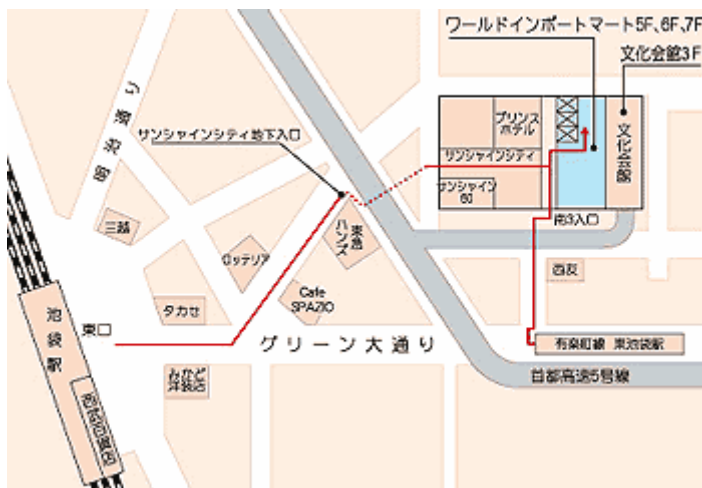 ワールドインポートマート5F、6F、7F
文化会館3F
明治通り
サンシャインシティ地下入口
プリンス
ホテル
サンシャインシティ
サンシャイン
60
文化会館
南3入口
三越
ロッテリア
東急
ハンズ
西友
タカセ
Cafe
SPAZIO
池袋駅
東口
グリーン大通り
有楽町線 東池袋駅
みかど
洋装店
首都高速5号線